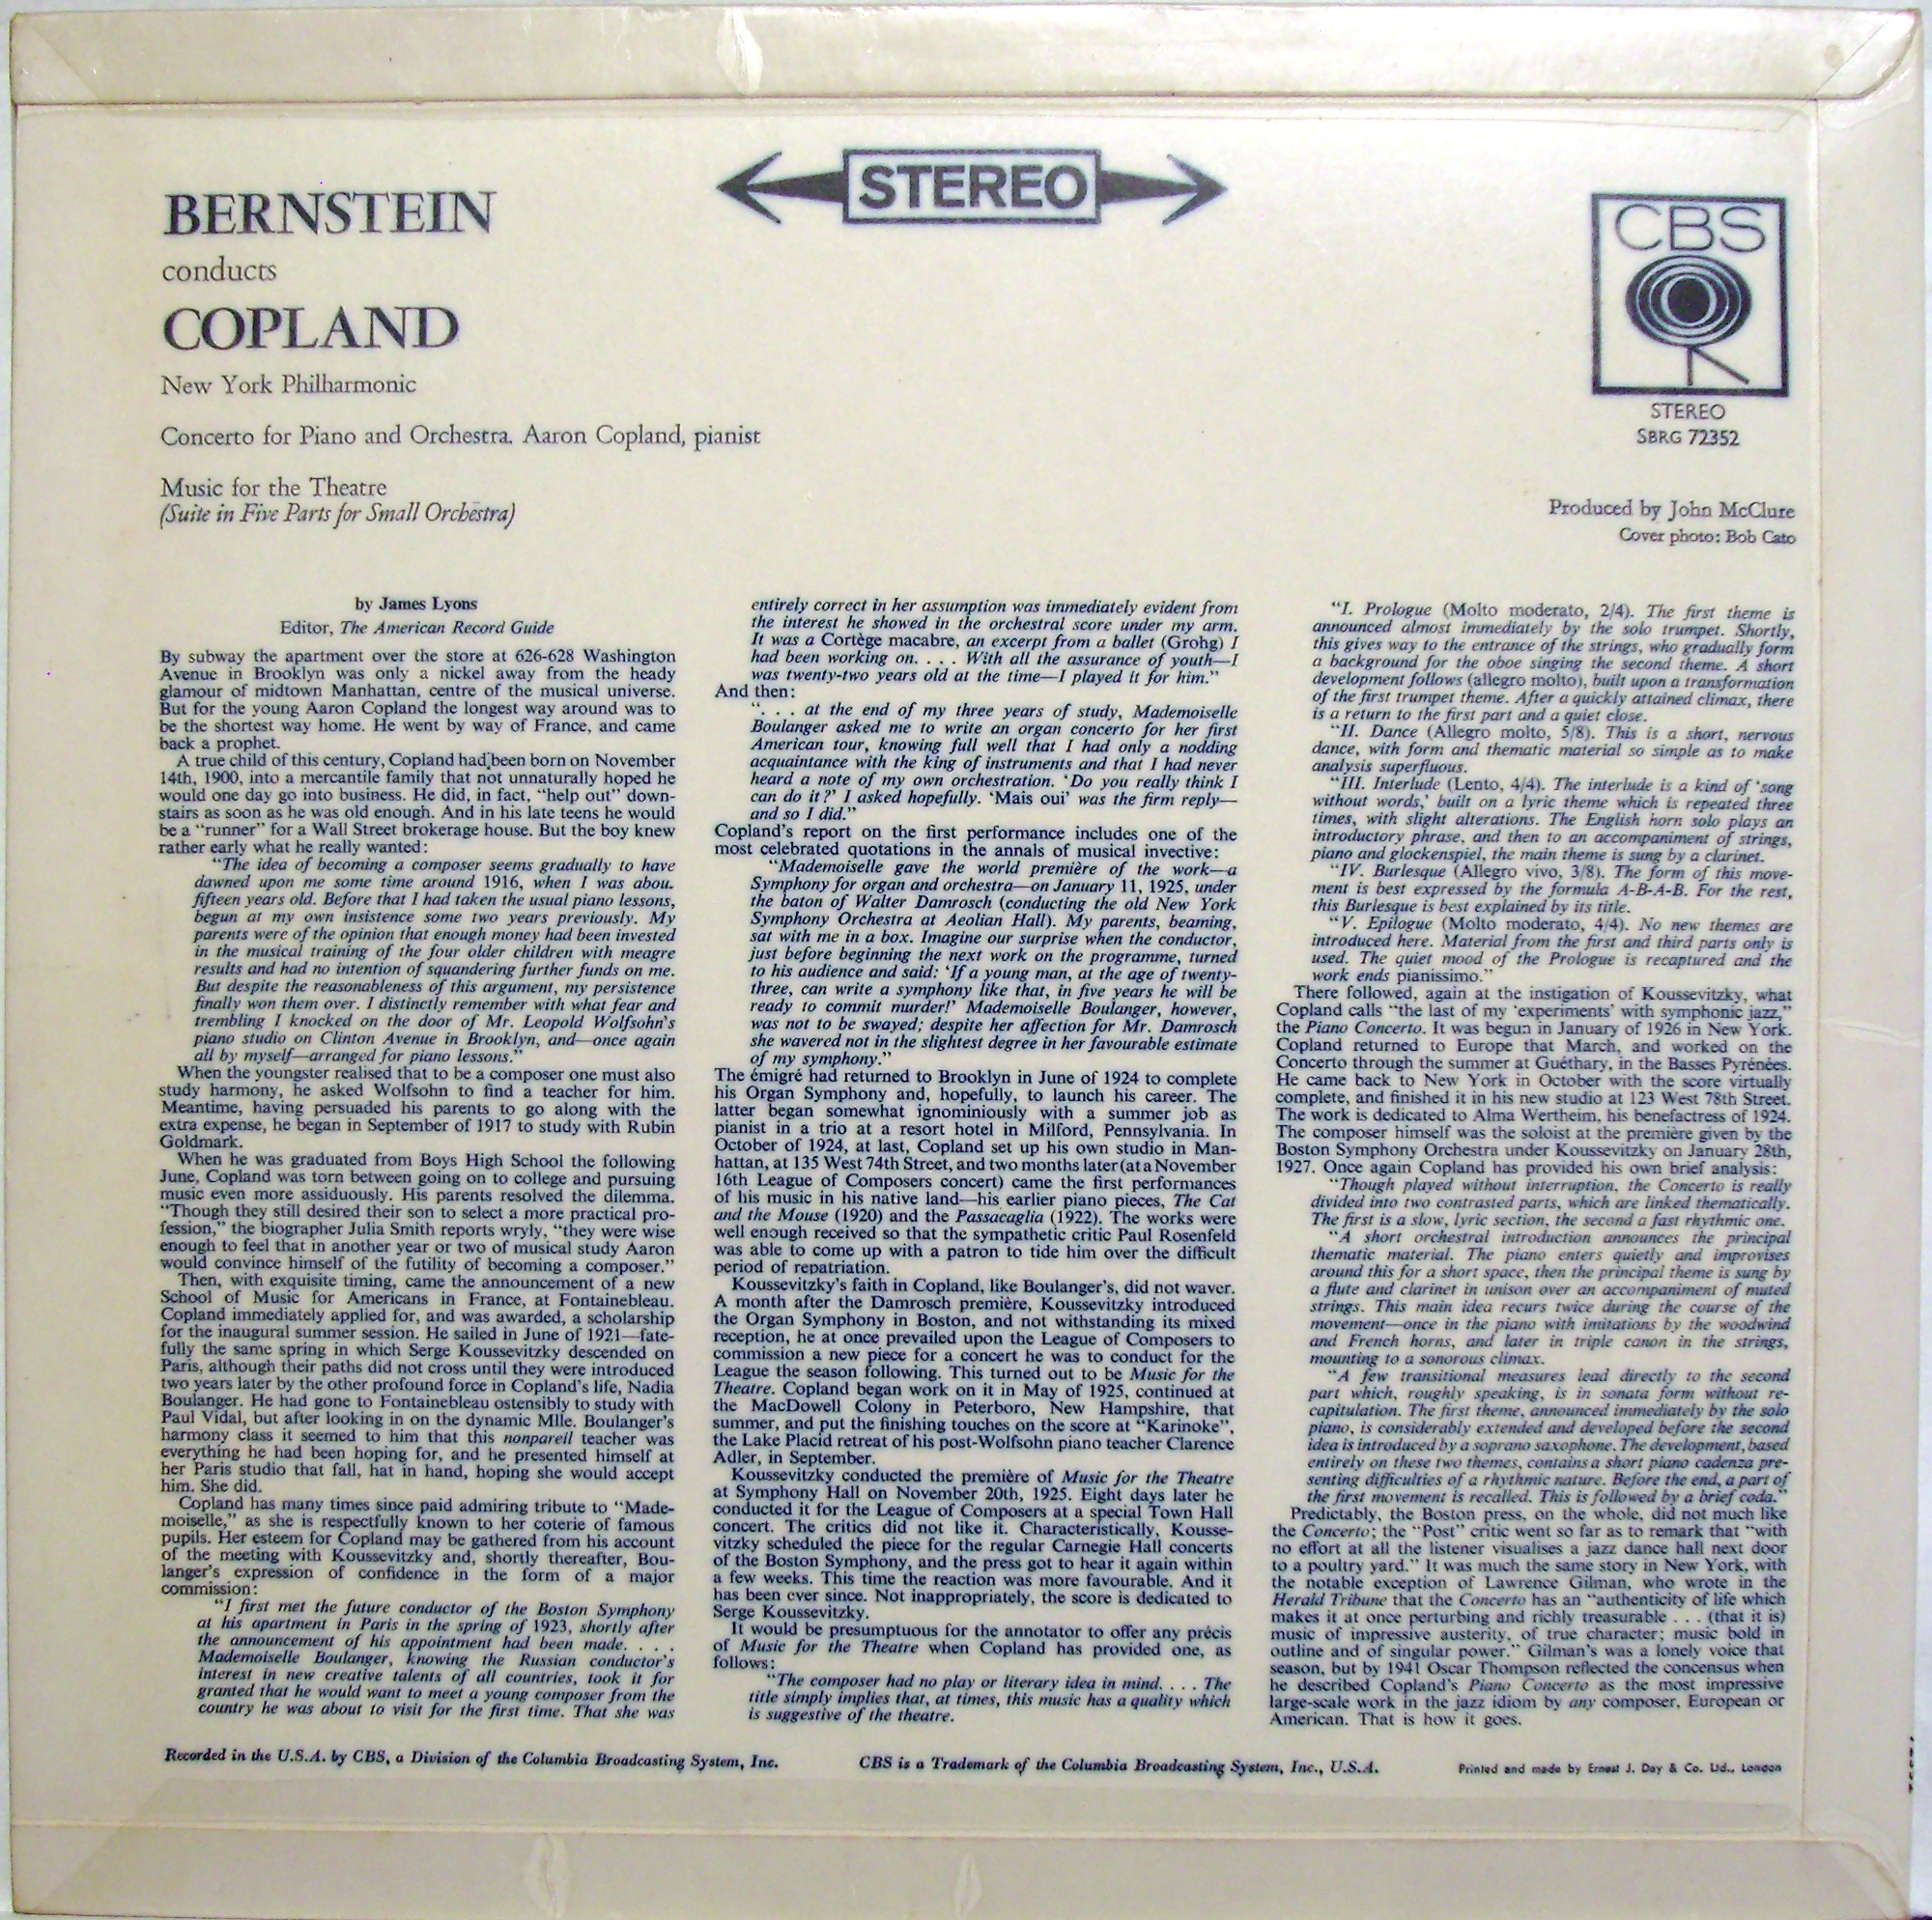 STEREO
BERNSTEIN
conducts
COPLAND
New York Philharmonic
Concerto for Piano and Orchestra. Aaron Copland, pianist
Music for the Theatre
(Suite in Five Parts for Small Orchestra)
CBS
STEREO
SBRG 72352
Produced by John McClure
Cover photo: Bob Cato
by James Lyons
Editor, The American Record Guide
By subway the apartment over the store at 626-628 Washington
Avenue in Brooklyn was only a nickel away from the heady
glamour of midtown Manhattan, centre of the musical universe.
But for the young Aaron Copland the longest way around was to
be the shortest way home. He went by way of France, and came
back a prophet.
A true child of this century, Copland had been born on November
14th, 1900, into a mercantile family that not unnaturally hoped he
would one day go into business. He did, in fact, "help out" down-
stairs as soon as he was old enough. And in his late teens he would
be a "runner" for a Wall Street brokerage house. But the boy knew
rather early what he really wanted:
"The idea of becoming a composer seems gradually to have
dawned upon me some time around 1916, when I was abou.
fifteen years old. Before that I had taken the usual piano lessons,
begun at my own insistence some two years previously. My
parents were of the opinion that enough money had been invested
in the musical training of the four older children with meagre
results and had no intention of squandering further funds on me.
But despite the reasonableness of this argument, my persistence
finally won them over. I distinctly remember with what fear and
trembling I knocked on the door of Mr. Leopold Wolfsohn's
piano studio on Clinton Avenue in Brooklyn, and—once again
all by myself—arranged for piano lessons."
When the youngster realised that to be a composer one must also
study harmony, he asked Wolfsohn to find a teacher for him.
Meantime, having persuaded his parents to go along with the
extra expense, he began in September of 1917 to study with Rubin
Goldmark.
When he was graduated from Boys High School the following
June, Copland was torn between going on to college and pursuing
music even more assiduously. His parents resolved the dilemma.
"Though they still desired their son to select a more practical pro-
fession," the biographer Julia Smith reports wryly, "they were wise
enough to feel that in another year or two of musical study Aaron
would convince himself of the futility of becoming a composer."
Then, with exquisite timing, came the announcement of a new
School of Music for Americans in France, at Fontainebleau.
Copland immediately applied for, and was awarded, a scholarship
for the inaugural summer session. He sailed in June of 1921—fate-
fully the same spring in which Serge Koussevitzky descended on
Paris, although their paths did not cross until they were introduced
two years later by the other profound force in Copland's life, Nadia
Boulanger. He had gone to Fontainebleau ostensibly to study with
Paul Vidal, but after looking in on the dynamic Mlle. Boulanger's
harmony class it seemed to him that this nonpareil teacher was
everything he had been hoping for, and he presented himself at
her Paris studio that fall, hat in hand, hoping she would accept
him. She did.
Copland has many times since paid admiring tribute to "Made-
moiselle," as she is respectfully known to her coterie of famous
pupils. Her esteem for Copland may be gathered from his account
of the meeting with Koussevitzky and, shortly thereafter, Bou-
langer's expression of confidence in the form of a major
commission:
"I first met the future conductor of the Boston Symphony
at his apartment in Paris in the spring of 1923, shortly after
the announcement of his appointment had been made. . . .
Mademoiselle Boulanger, knowing the Russian conductor's
interest in new creative talents of all countries, took it for
granted that he would want to meet a young composer from the
country he was about to visit for the first time. That she was
entirely correct in her assumption was immediately evident from
the interest he showed in the orchestral score under my arm.
It was a Cortège macabre, an excerpt from a ballet (Grohg) I
had been working on. . . . With all the assurance of youth—I
was twenty-two years old at the time—I played it for him."
And then:
". . . at the end of my three years of study, Mademoiselle
Boulanger asked me to write an organ concerto for her first
American tour, knowing full well that I had only a nodding
acquaintance with the king of instruments and that I had never
heard a note of my own orchestration. 'Do you really think I
can do it?' I asked hopefully. 'Mais oui' was the firm reply—
and so I did."
Copland's report on the first performance includes one of the
most celebrated quotations in the annals of musical invective:
"Mademoiselle gave the world première of the work—a
Symphony for organ and orchestra—on January 11, 1925, under
the baton of Walter Damrosch (conducting the old New York
Symphony Orchestra at Aeolian Hall). My parents, beaming,
sat with me in a box. Imagine our surprise when the conductor,
just before beginning the next work on the programme, turned
to his audience and said: 'If a young man, at the age of twenty-
three, can write a symphony like that, in five years he will be
ready to commit murder!' Mademoiselle Boulanger, however,
was not to be swayed; despite her affection for Mr. Damrosch
she wavered not in the slightest degree in her favourable estimate
of my symphony."
The émigré had returned to Brooklyn in June of 1924 to complete
his Organ Symphony and, hopefully, to launch his career. The
latter began somewhat ignominiously with a summer job as
pianist in a trio at a resort hotel in Milford, Pennsylvania. In
October of 1924, at last, Copland set up his own studio in Man-
hattan, at 135 West 74th Street, and two months later (at a November
16th League of Composers concert) came the first performances
of his music in his native land—his earlier piano pieces, The Cat
and the Mouse (1920) and the Passacaglia (1922). The works were
well enough received so that the sympathetic critic Paul Rosenfeld
was able to come up with a patron to tide him over the difficult
period of repatriation.
Koussevitzky's faith in Copland, like Boulanger's, did not waver.
A month after the Damrosch première, Koussevitzky introduced
the Organ Symphony in Boston, and not withstanding its mixed
reception, he at once prevailed upon the League of Composers to
commission a new piece for a concert he was to conduct for the
League the season following. This turned out to be Music for the
Theatre. Copland began work on it in May of 1925, continued at
the MacDowell Colony in Peterboro, New Hampshire, that
summer, and put the finishing touches on the score at "Karinoke",
the Lake Placid retreat of his post-Wolfsohn piano teacher Clarence
Adler, in September.
Koussevitzky conducted the première of Music for the Theatre
at Symphony Hall on November 20th, 1925. Eight days later he
conducted it for the League of Composers at a special Town Hall
concert. The critics did not like it. Characteristically, Kousse-
vitzky scheduled the piece for the regular Carnegie Hall concerts
of the Boston Symphony, and the press got to hear it again within
a few weeks. This time the reaction was more favourable. And it
has been ever since. Not inappropriately, the score is dedicated to
Serge Koussevitzky.
It would be presumptuous for the annotator to offer any précis
of Music for the Theatre when Copland has provided one, as
follows:
"The composer had no play or literary idea in mind. . . . The
title simply implies that, at times, this music has a quality which
is suggestive of the theatre.
"I. Prologue (Molto moderato, 2/4). The first theme is
announced almost immediately by the solo trumpet. Shortly,
this gives way to the entrance of the strings, who gradually form
a background for the oboe singing the second theme. A short
development follows (allegro molto), built upon a transformation
of the first trumpet theme. After a quickly attained climax, there
is a return to the first part and a quiet close.
"II. Dance (Allegro molto, 5/8). This is a short, nervous
dance, with form and thematic material so simple as to make
analysis superfluous.
"III. Interlude (Lento, 4/4). The interlude is a kind of 'song
without words,' built on a lyric theme which is repeated three
times, with slight alterations. The English horn solo plays an
introductory phrase, and then to an accompaniment of strings,
piano and glockenspiel, the main theme is sung by a clarinet.
"IV. Burlesque (Allegro vivo, 3/8). The form of this move-
ment is best expressed by the formula A-B-A-B. For the rest,
this Burlesque is best explained by its title.
"V. Epilogue (Molto moderato, 4/4). No new themes are
introduced here. Material from the first and third parts only is
used. The quiet mood of the Prologue is recaptured and the
work ends pianissimo."
There followed, again at the instigation of Koussevitzky, what
Copland calls "the last of my 'experiments' with symphonic jazz,"
the Piano Concerto. It was begun in January of 1926 in New York.
Copland returned to Europe that March, and worked on the
Concerto through the summer at Guéthary, in the Basses Pyrénées.
He came back to New York in October with the score virtually
complete, and finished it in his new studio at 123 West 78th Street.
The work is dedicated to Alma Wertheim, his benefactress of 1924.
The composer himself was the soloist at the première given by the
Boston Symphony Orchestra under Koussevitzky on January 28th,
1927. Once again Copland has provided his own brief analysis:
"Though played without interruption, the Concerto is really
divided into two contrasted parts, which are linked thematically.
The first is a slow, lyric section, the second a fast rhythmic one.
"A short orchestral introduction announces the principal
thematic material. The piano enters quietly and improvises
around this for a short space, then the principal theme is sung by
a flute and clarinet in unison over an accompaniment of muted
strings. This main idea recurs twice during the course of the
movement—once in the piano with imitations by the woodwind
and French horns, and later in triple canon in the strings,
mounting to a sonorous climax.
"A few transitional measures lead directly to the second
part which, roughly speaking, is in sonata form without re-
capitulation. The first theme, announced immediately by the solo
piano, is considerably extended and developed before the second
idea is introduced by a soprano saxophone. The development, based
entirely on these two themes, contains a short piano cadenza pre-
senting difficulties of a rhythmic nature. Before the end, a part of
the first movement is recalled. This is followed by a brief coda."
Predictably, the Boston press, on the whole, did not much like
the Concerto; the "Post" critic went so far as to remark that "with
no effort at all the listener visualises a jazz dance hall next door
to a poultry yard." It was much the same story in New York, with
the notable exception of Lawrence Gilman, who wrote in the
Herald Tribune that the Concerto has an "authenticity of life which
makes it at once perturbing and richly treasurable . . . (that it is)
music of impressive austerity, of true character; music bold in
outline and of singular power." Gilman's was a lonely voice that
season, but by 1941 Oscar Thompson reflected the concensus when
he described Copland's Piano Concerto as the most impressive
large-scale work in the jazz idiom by any composer, European or
American. That is how it goes.
Recorded in the U.S.A. by CBS, a Division of the Columbia Broadcasting System, Inc.
CBS is a Trademark of the Columbia Broadcasting System, Inc., U.S.A.
Printed and made by Ernest J. Day & Co. Ltd., London